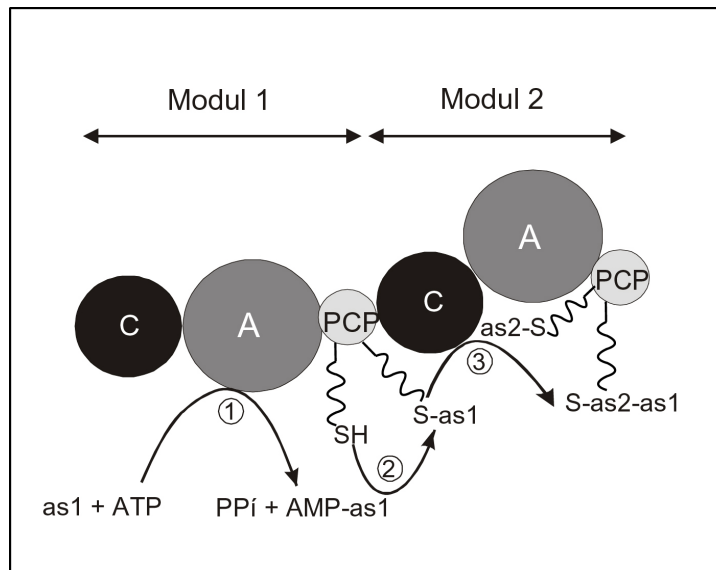 Modul 1
Modul 2
A
PCP
C
A
PCP
C
as2-S
③
①
S-as2-as1
S-as1
SH
②
as1 + ATP
PPí + AMP-as1